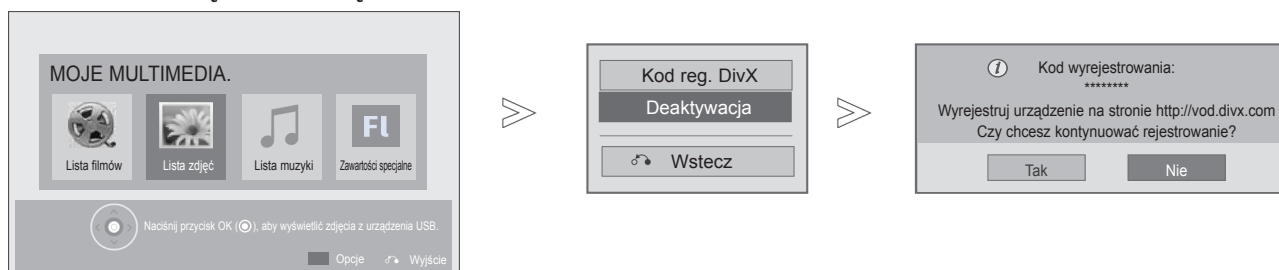 MOJE MULTIMEDIA.
Lista filmów
Lista zdjęć
Lista muzyki
FL
Zawartości specjalne
Naciśnij przycisk OK (◉), aby wyświetlić zdjęcia z urządzenia USB.
Opcje
Wyjście
Kod reg. DivX
Deaktywacja
Wstecz
Kod wyrejestrowania:
********
Wyrejestruj urządzenie na stronie http://vod.divx.com
Czy chcesz kontynuować rejestrowanie?
Tak
Nie